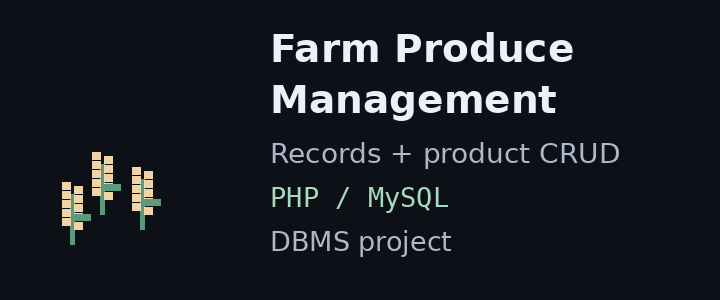 Farm Produce
Management
Records + product CRUD
PHP / MySQL
DBMS project